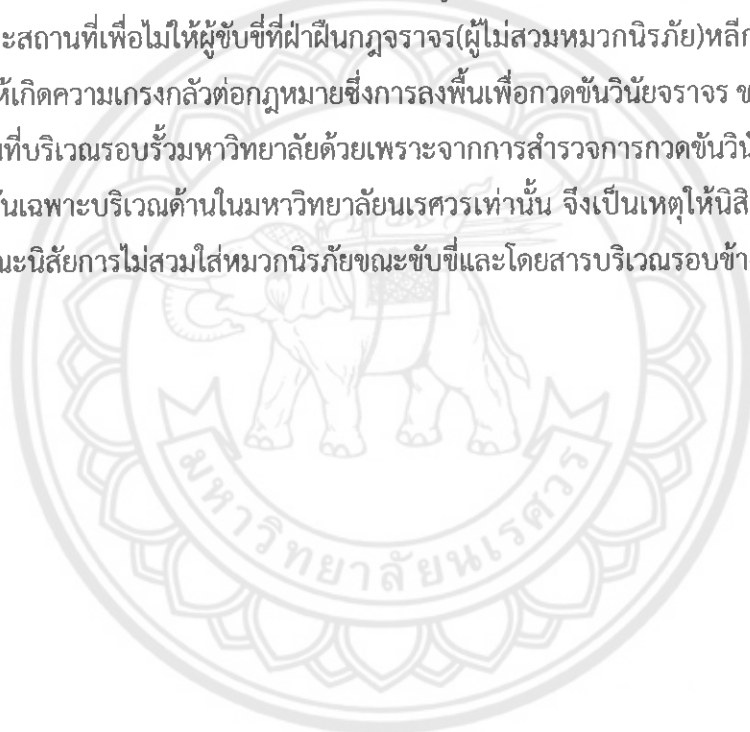 ะสถานที่เพื่อไม่ให้ผู้ขับขี่ที่ฝ่าฝืนกฎจราจร(ผู้ไม่สวมหมวกนิรภัย)หลีก
ให้เกิดความเกรงกลัวต่อกฎหมายซึ่งการลงพื้นเพื่อกวดขันวินัยจราจร ข
นที่บริเวณรอบรั้วมหาวิทยาลัยด้วยเพราะจากการสำรวจการกวดขันวินั
ันเฉพาะบริเวณด้านในมหาวิทยาลัยนเรศวรเท่านั้น จึงเป็นเหตุให้นิสิ
ณะนิสัยการไม่สวมใส่หมวกนิรภัยขณะขับขี่และโดยสารบริเวณรอบข้า
มหาวิทยาลัยนเรศวร